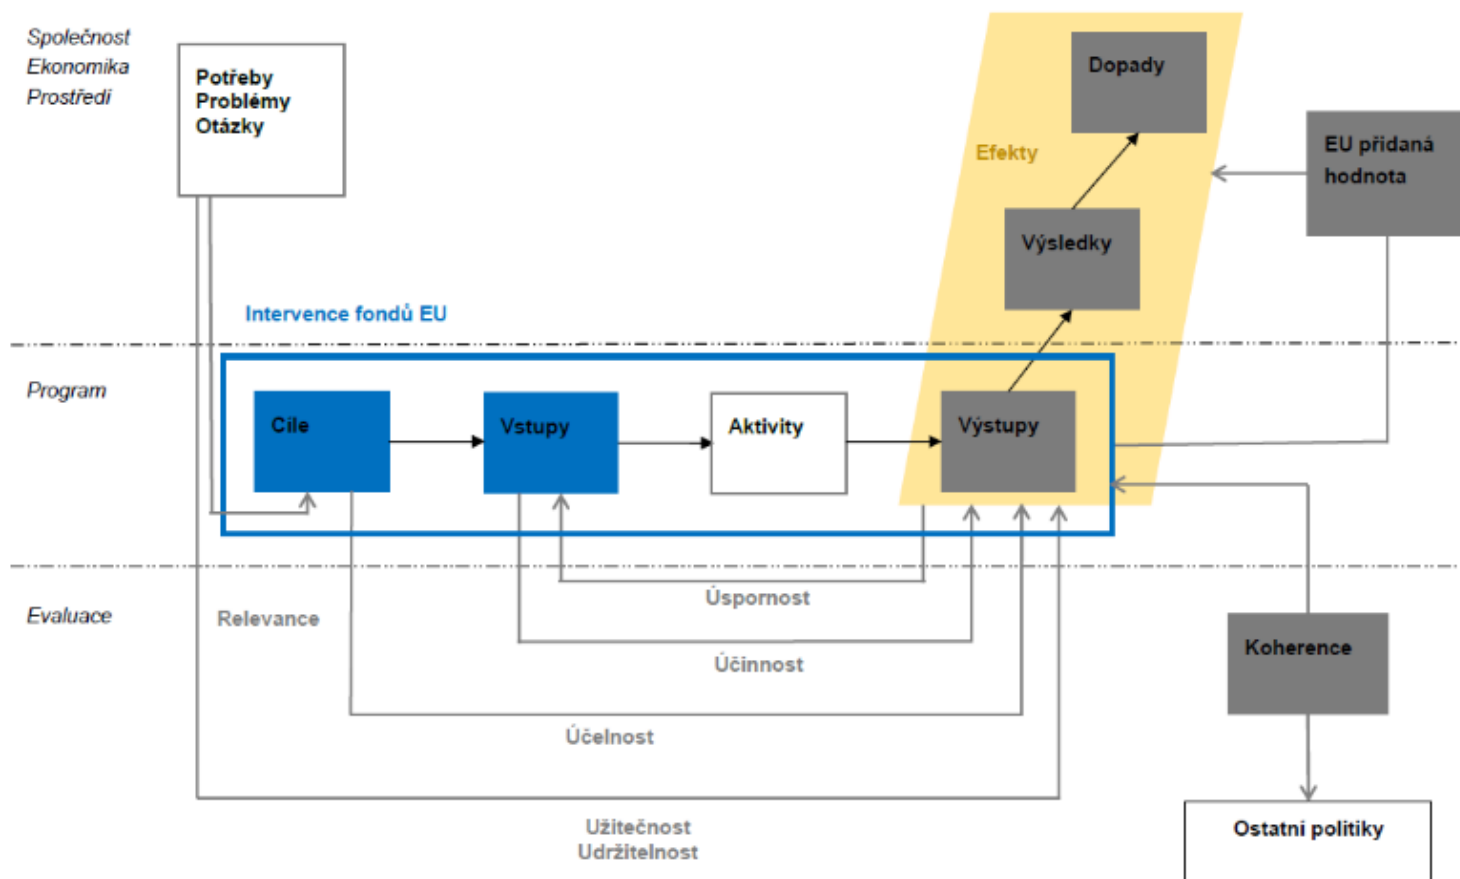 Společnost
Ekonomika
Prostředí
Potřeby
Problémy
Otázky
Dopady
Efekty
EU přidaná
hodnota
Výsledky
Intervence fondů EU
Program
Cíle
Vstupy
Aktivity
Výstupy
Evaluace
Relevance
Úspornost
Účinnost
Koherence
Účelnost
Užitečnost
Udržitelnost
Ostatní politiky